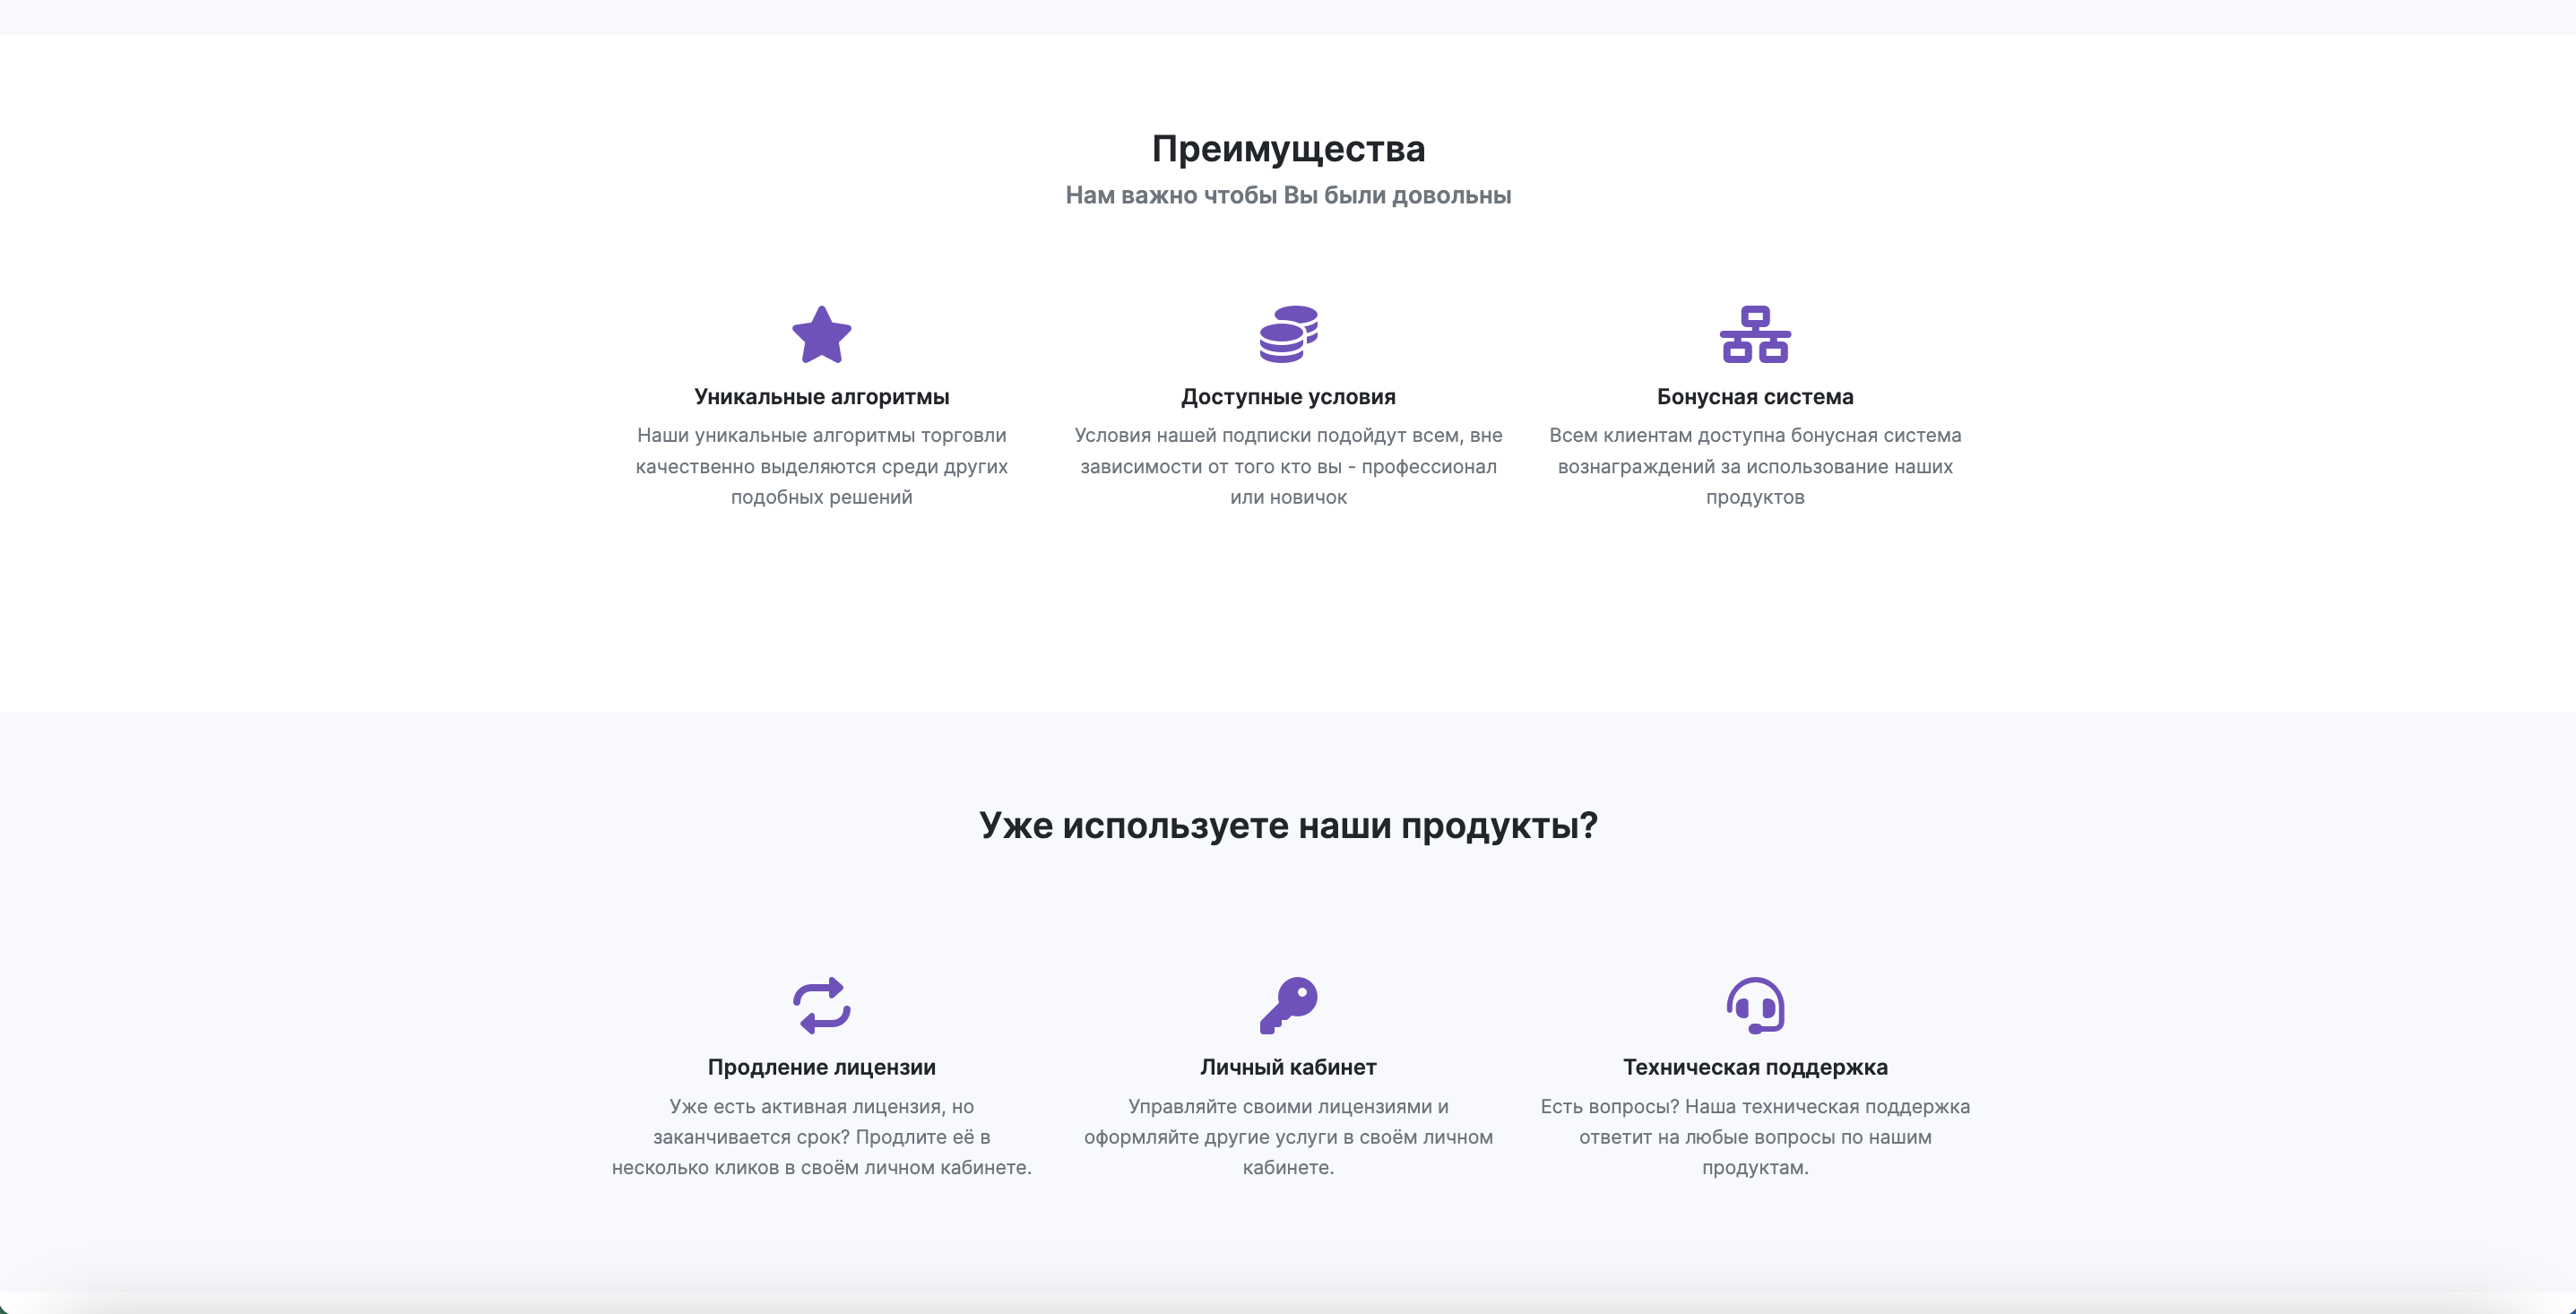 Преимущества
Нам важно чтобы Вы были довольны
Уникальные алгоритмы
Наши уникальные алгоритмы торговли
качественно выделяются среди других
подобных решений
Доступные условия
Условия нашей подписки подойдут всем, вне
зависимости от того кто вы - профессионал
или новичок
Бонусная система
Всем клиентам доступна бонусная система
вознаграждений за использование наших
продуктов
Уже используете наши продукты?
Продление лицензии
Уже есть активная лицензия, но
заканчивается срок? Продлите её в
несколько кликов в своём личном кабинете.
Личный кабинет
Управляйте своими лицензиями и
оформляйте другие услуги в своём личном
кабинете.
Техническая поддержка
Есть вопросы? Наша техническая поддержка
ответит на любые вопросы по нашим
продуктам.